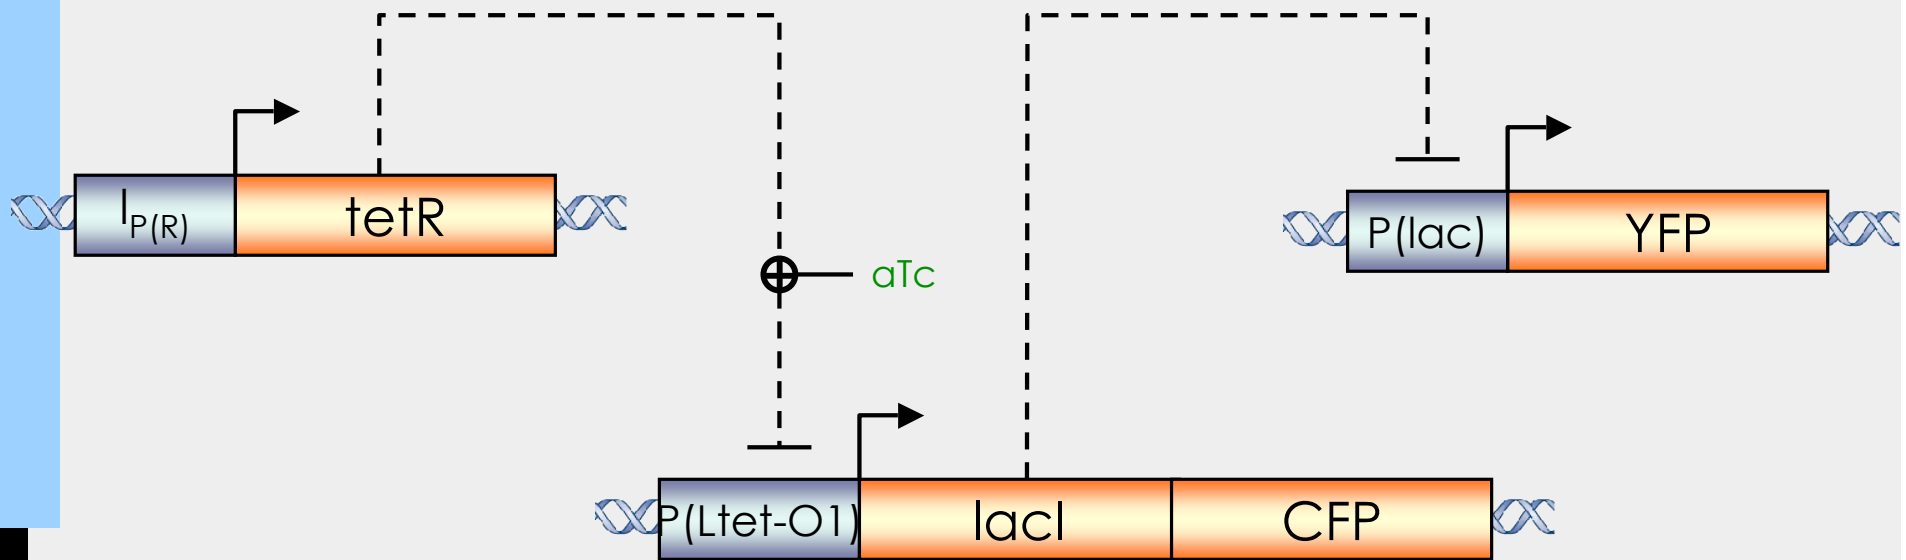 I P(R) tetR
P(lac) YFP
aTc
P(Ltet-O1) lacI CFP